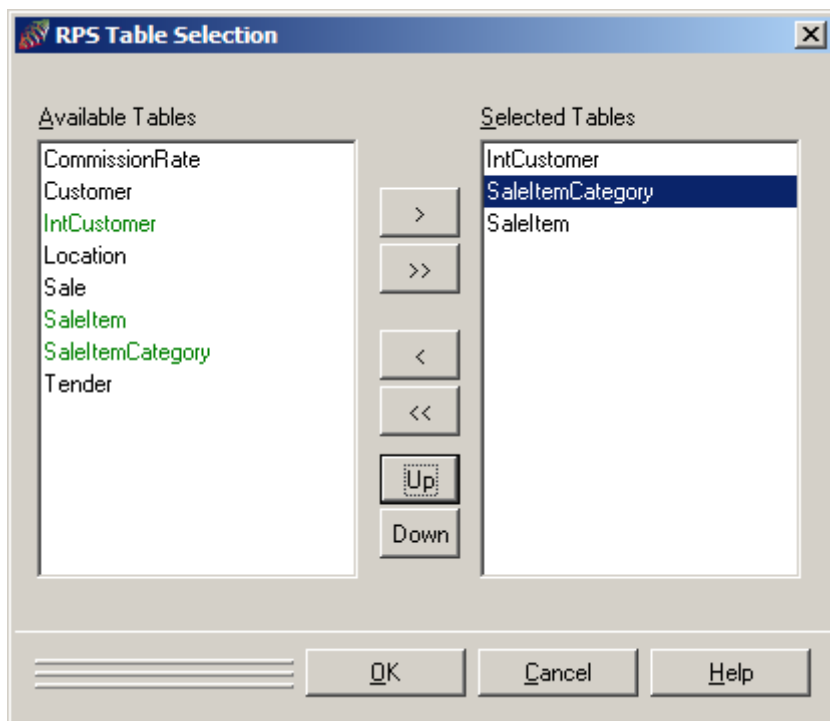 RPS Table Selection
Available Tables
CommissionRate
Customer
IntCustomer
Location
Sale
SaleItem
SaleItemCategory
Tender
>
>>
<
<<
Up
Down
Selected Tables
IntCustomer
SaleItemCategory
SaleItem
OK
Cancel
Help